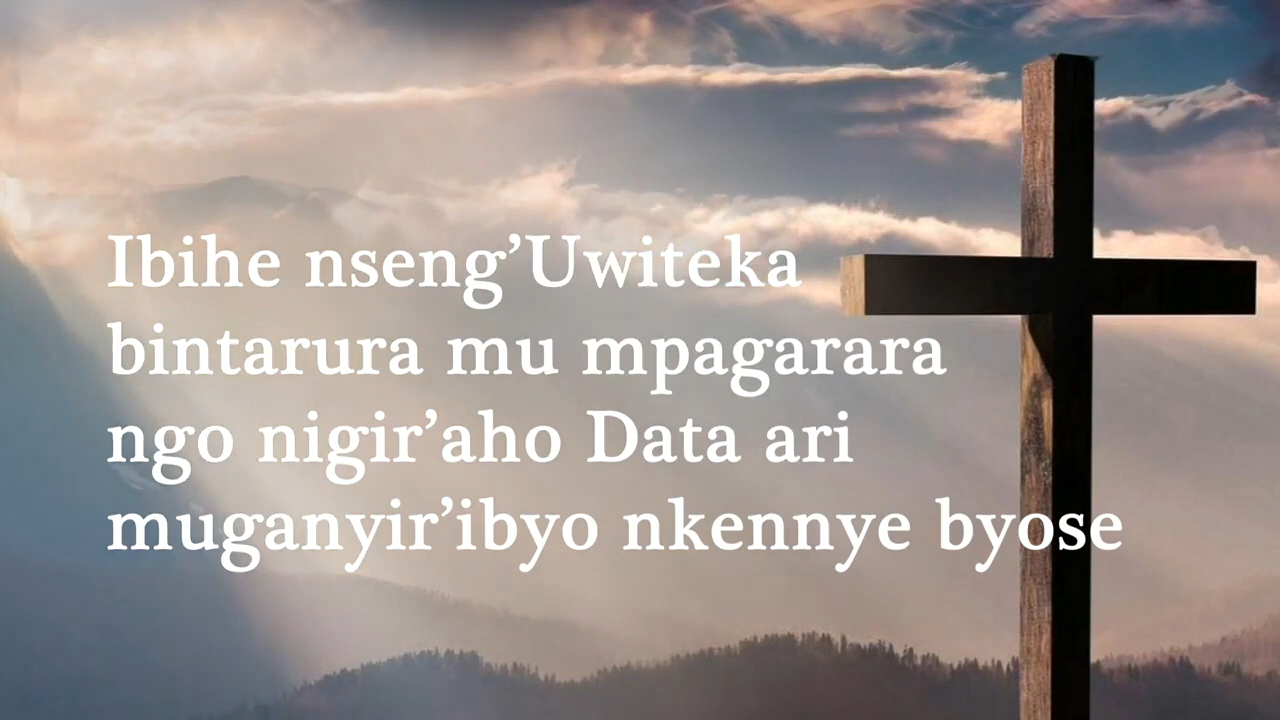 Ibihe nseng’Uwiteka
bintarura mu mpagarara
ngo nigir’aho Data ari
muganyir’ibyo nkennye byose